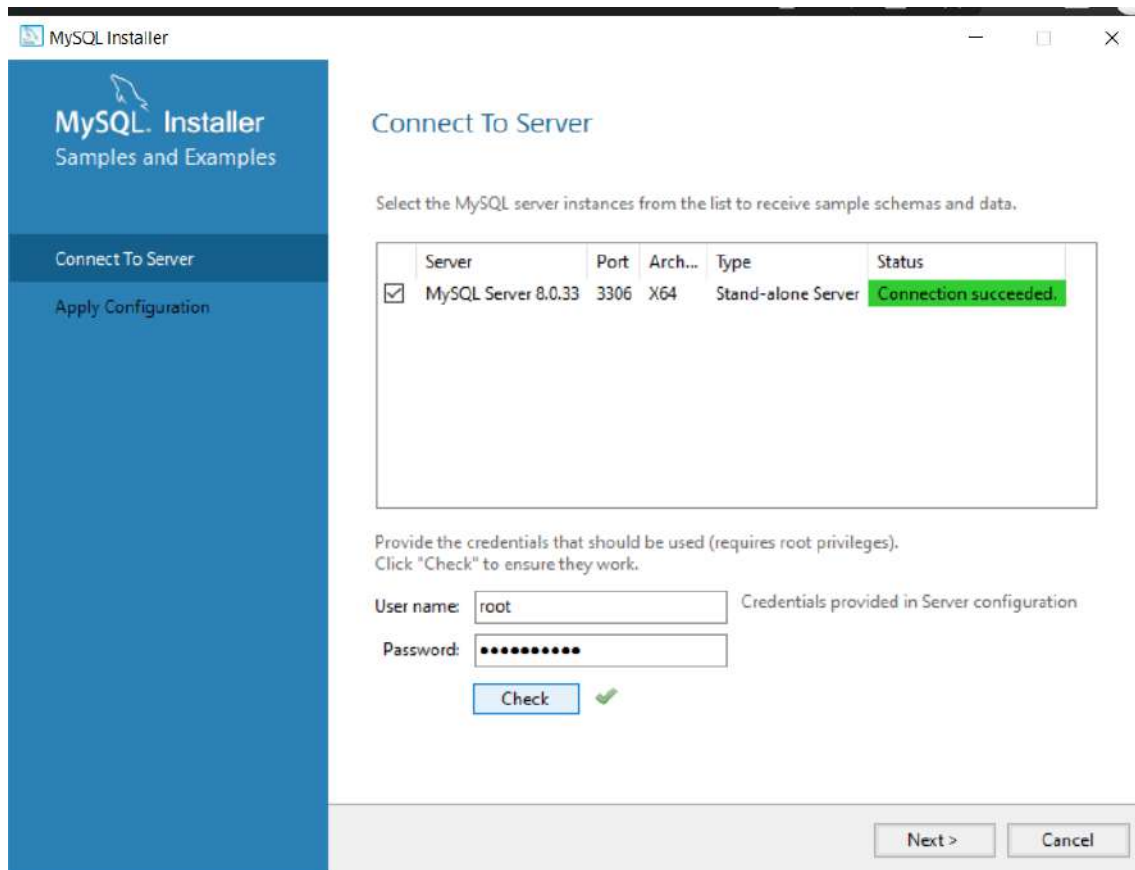 MySQL Installer
MySQL. Installer
Samples and Examples
Connect To Server
Apply Configuration
Connect To Server
Select the MySQL server instances from the list to receive sample schemas and data.
Server Port Arch... Type Status
MySQL Server 8.0.33 3306 X64 Stand-alone Server Connection succeeded.
Provide the credentials that should be used (requires root privileges).
Click "Check" to ensure they work.
User name: root Credentials provided in Server configuration
Password: ••••••••••
Check
Next > Cancel